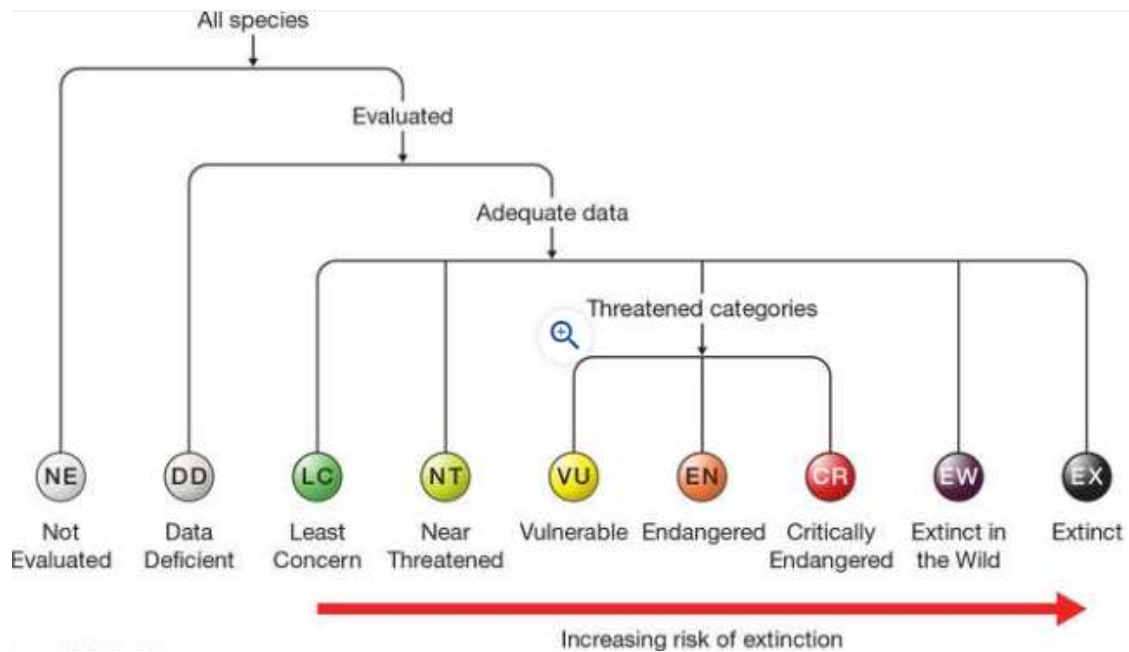 All species
Evaluated
Adequate data
Threatened categories
NE
DD
LC
NT
VU
EN
CR
EW
EX
Not
Evaluated
Data
Deficient
Least
Concern
Near
Threatened
Vulnerable
Endangered
Critically
Endangered
Extinct in
the Wild
Extinct
Increasing risk of extinction